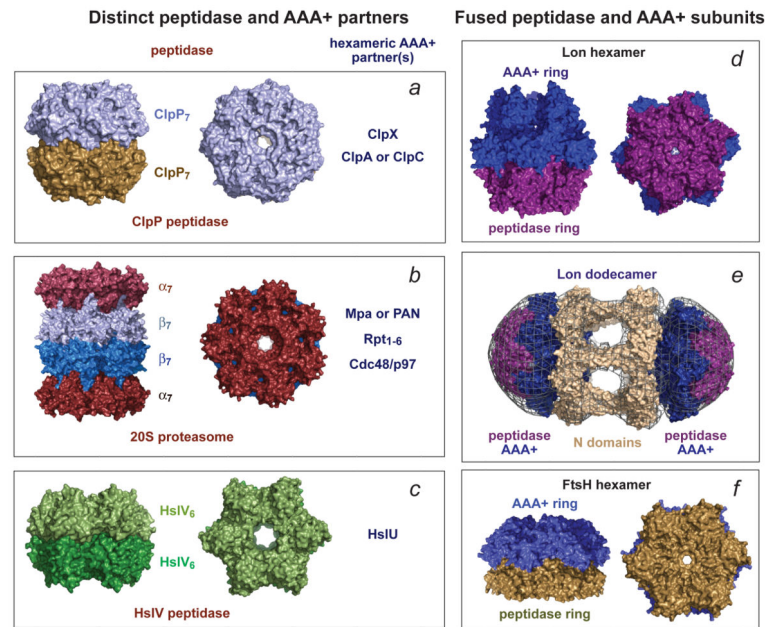 Distinct peptidase and AAA+ partners
peptidase
hexameric AAA+
partner(s)
a
ClpP7
ClpP7
ClpX
ClpA or ClpC
ClpP peptidase
b
α7
β7
β7
α7
Mpa or PAN
Rpt1-6
Cdc48/p97
20S proteasome
c
HslV6
HslV6
HslU
HslV peptidase
Fused peptidase and AAA+ subunits
Lon hexamer
d
AAA+ ring
peptidase ring
Lon dodecamer
e
peptidase
AAA+
N domains
peptidase
AAA+
FtsH hexamer
f
AAA+ ring
peptidase ring